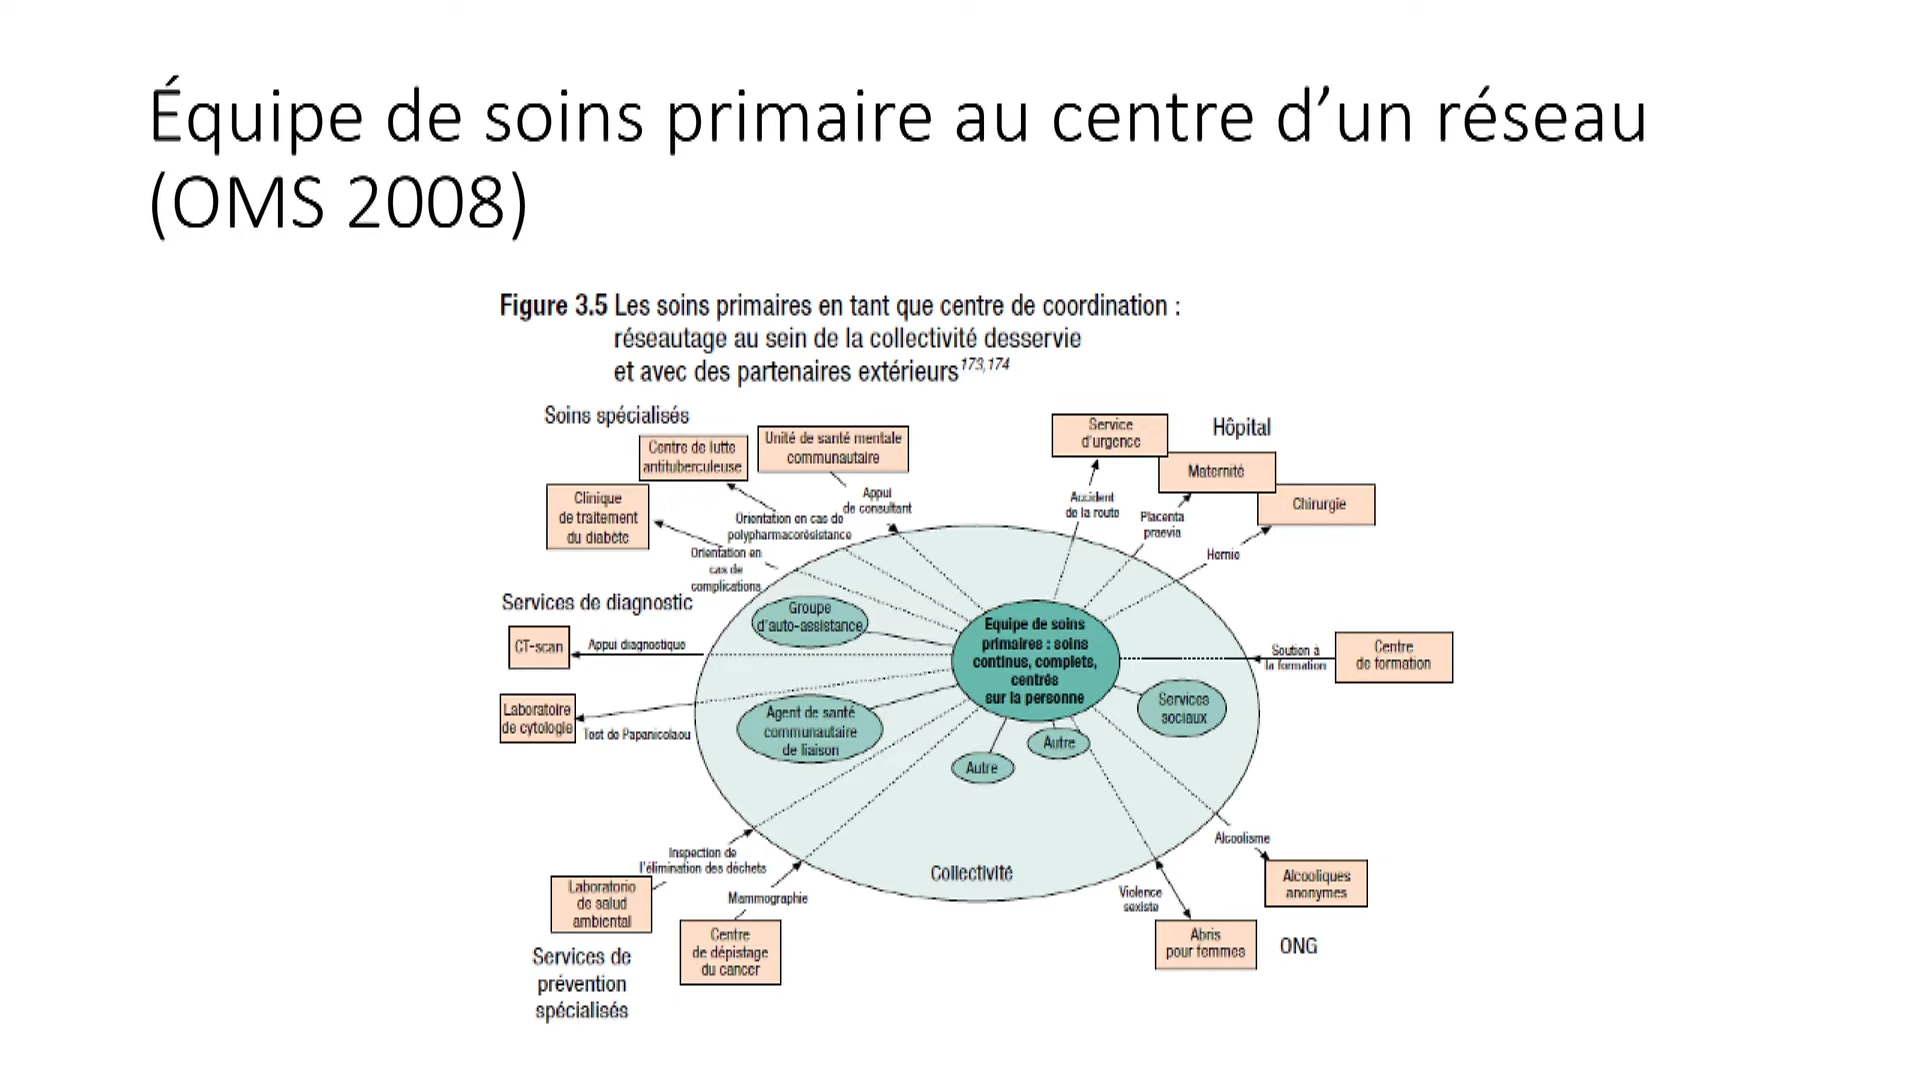 Équipe de soins primaire au centre d’un réseau
(OMS 2008)
Figure 3.5 Les soins primaires en tant que centre de coordination :
réseautage au sein de la collectivité desservie
et avec des partenaires extérieurs173,174
Soins spécialisés
Centre de lutte
antituberculeuse
Unité de santé mentale
communautaire
Clinique
de traitement
du diabète
Appui
de consultant
Orientation en cas de
polypharmacorésistance
Orientation en
cas de
complications
Service
d’urgence
Hôpital
Maternité
Chirurgie
Accident
de la route
Placenta
praevia
Hernie
Services de diagnostic
CT-scan
Appui diagnostique
Laboratoire
de cytologie
Test de Papanicolaou
Groupe
d’auto-assistance
Equipe de soins
primaires : soins
continus, complets,
centrés
sur la personne
Agent de santé
communautaire
de liaison
Autre
Autre
Services
sociaux
Soutien à
la formation
Centre
de formation
Collectivité
Inspection de
l’élimination des déchets
Laboratorio
de salud
ambiental
Mammographie
Centre
de dépistage
du cancer
Services de
prévention
spécialisés
Alcoolisme
Alcooliques
anonymes
Violence
sexiste
Abris
pour femmes
ONG